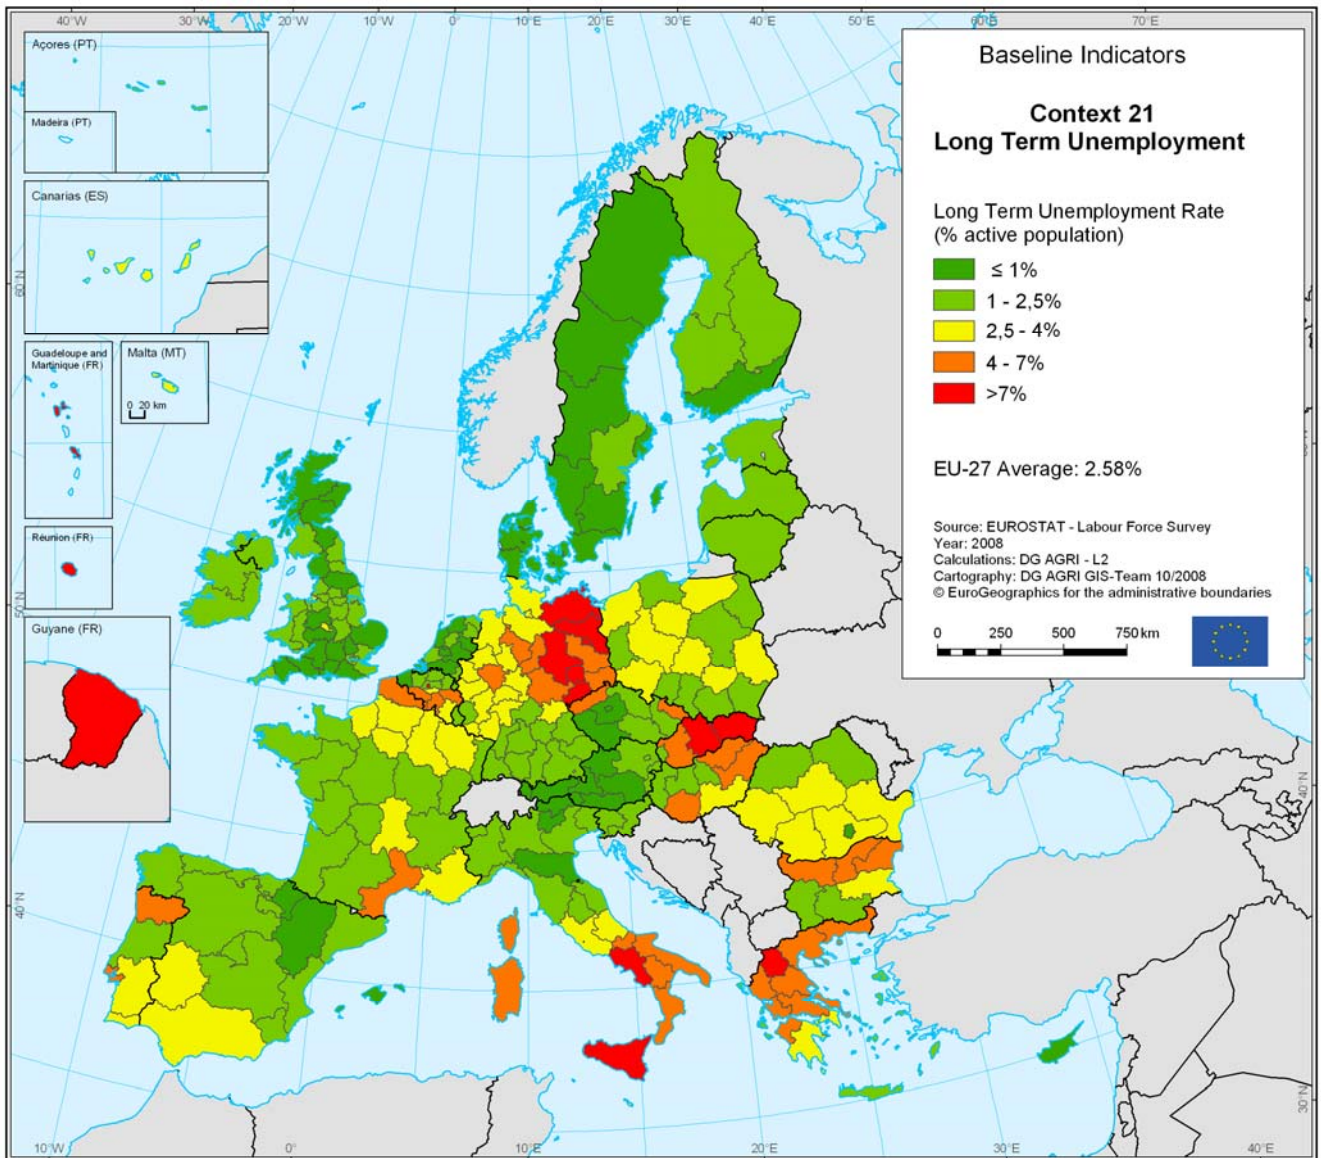 40°W 30°W 20°W 10°W 0° 10°E 20°E 30°E 40°E 50°E 70°E
Açores (PT)
Madeira (PT)
Canarias (ES)
Guadeloupe and
Martinique (FR)
Malta (MT)
0 20 km
Réunion (FR)
Guyane (FR)
Baseline Indicators
Context 21
Long Term Unemployment
Long Term Unemployment Rate
(% active population)
≤ 1%
1 - 2,5%
2,5 - 4%
4 - 7%
>7%
EU-27 Average: 2.58%
Source: EUROSTAT - Labour Force Survey
Year: 2008
Calculations: DG AGRI - L2
Cartography: DG AGRI GIS-Team 10/2008
© EuroGeographics for the administrative boundaries
0 250 500 750 km
60°N
50°N
40°N
40°N
30°N
10°W 0° 10°E 20°E 30°E 40°E